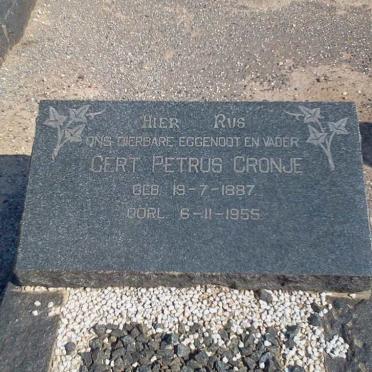 HIER RUS
ONS DIERBARE EGGENOOT EN VADER
GERT PETRUS CRONJE
GEB. 19-7-1887
OORL. 6-11-1955